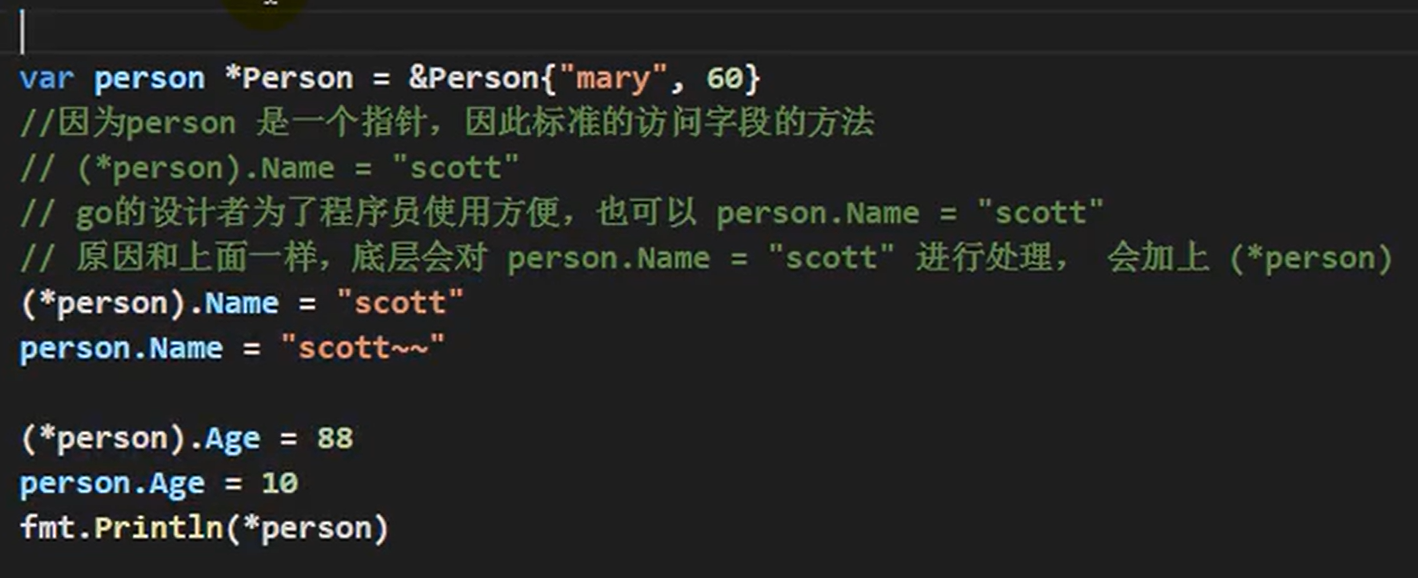 var person *Person = &Person{"mary", 60}
//因为person 是一个指针，因此标准的访问字段的方法
// (*person).Name = "scott"
// go的设计者为了程序员使用方便，也可以 person.Name = "scott"
// 原因和上面一样，底层会对 person.Name = "scott" 进行处理， 会加上 (*person)
(*person).Name = "scott"
person.Name = "scott~~"
(*person).Age = 88
person.Age = 10
fmt.Println(*person)